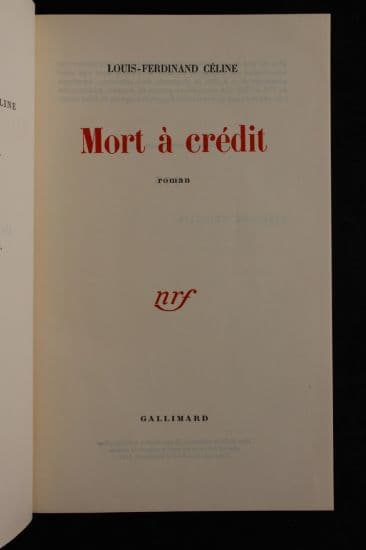 LOUIS-FERDINAND CÉLINE
Mort à crédit
roman
nrf
GALLIMARD